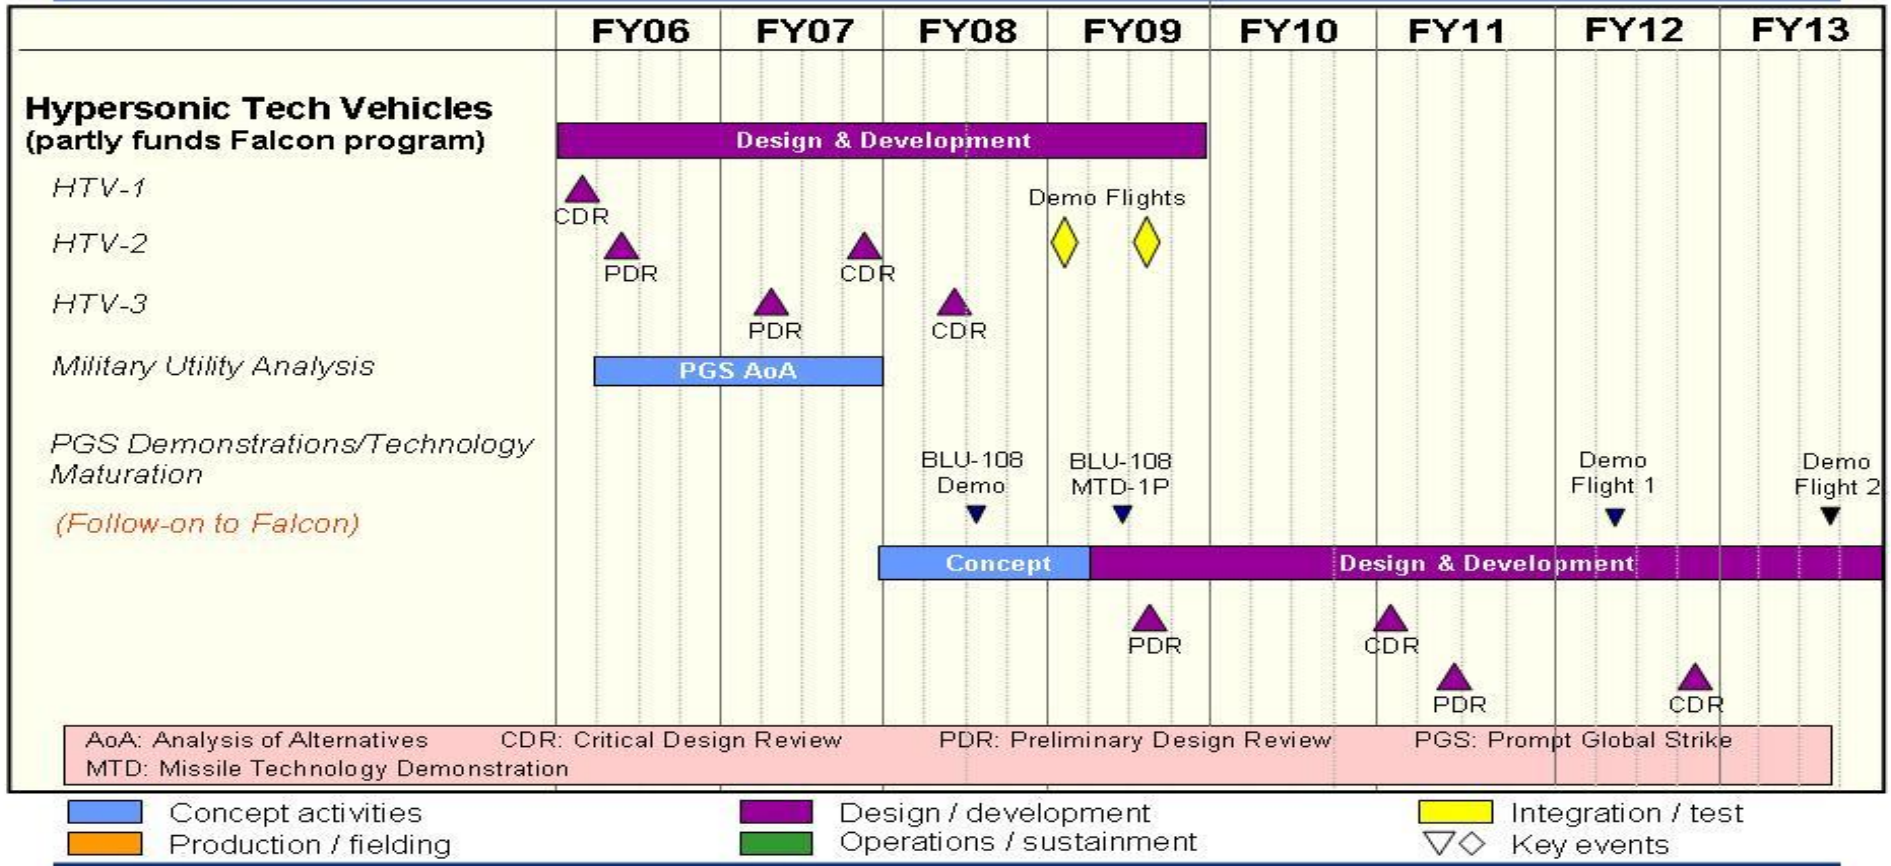 FY06 FY07 FY08 FY09 FY10 FY11 FY12 FY13
Hypersonic Tech Vehicles
(partly funds Falcon program)
Design & Development
HTV-1
CDR
Demo Flights
HTV-2
PDR
CDR
HTV-3
PDR
CDR
Military Utility Analysis
PGS AoA
PGS Demonstrations/Technology
Maturation
(Follow-on to Falcon)
BLU-108
Demo
BLU-108
MTD-1P
Demo
Flight 1
Demo
Flight 2
Concept
Design & Development
PDR
CDR
PDR
CDR
AoA: Analysis of Alternatives CDR: Critical Design Review PDR: Preliminary Design Review PGS: Prompt Global Strike
MTD: Missile Technology Demonstration
Concept activities
Design / development
Integration / test
Production / fielding
Operations / sustainment
Key events